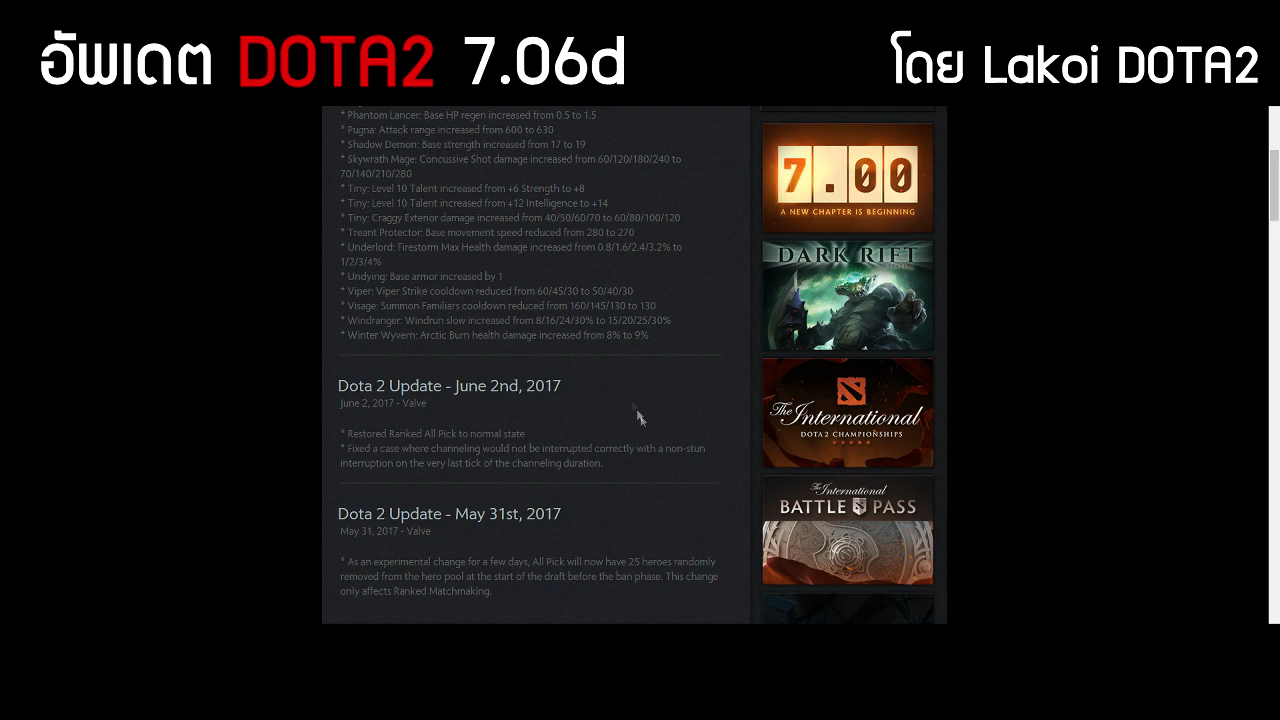 อัพเดต DOTA2 7.06d
โดย Lakoi DOTA2
* Phantom Lancer: Base HP regen increased from 0.5 to 1.5
* Pugna: Attack range increased from 600 to 630
* Shadow Demon: Base strength increased from 17 to 19
* Skywrath Mage: Concussive Shot damage increased from 60/120/180/240 to
70/140/210/280
* Tiny: Level 10 Talent increased from +6 Strength to +8
* Tiny: Level 10 Talent increased from +12 Intelligence to +14
* Tiny: Craggy Exterior damage increased from 40/50/60/70 to 60/80/100/120
* Treant Protector: Base movement speed reduced from 280 to 270
* Underlord: Firestorm Max Health damage increased from 0.8/1.6/2.4/3.2% to
1/2/3/4%
* Undying: Base armor increased by 1
* Viper: Viper Strike cooldown reduced from 60/45/30 to 50/40/30
* Visage: Summon Familiars cooldown reduced from 160/145/130 to 130
* Windranger: Windrun slow increased from 8/16/24/30% to 15/20/25/30%
* Winter Wyvern: Arctic Burn health damage increased from 8% to 9%
Dota 2 Update - June 2nd, 2017
June 2, 2017 - Valve
* Restored Ranked All Pick to normal state
* Fixed a case where channeling would not be interrupted correctly with a non-stun
interruption on the very last tick of the channeling duration.
Dota 2 Update - May 31st, 2017
May 31, 2017 - Valve
* As an experimental change for a few days, All Pick will now have 25 heroes randomly
removed from the hero pool at the start of the draft before the ban phase. This change
only affects Ranked Matchmaking.
7.00
A NEW CHAPTER IS BEGINNING
DARK RIFT
The International
DOTA 2 CHAMPIONSHIPS
The International
BATTLE PASS